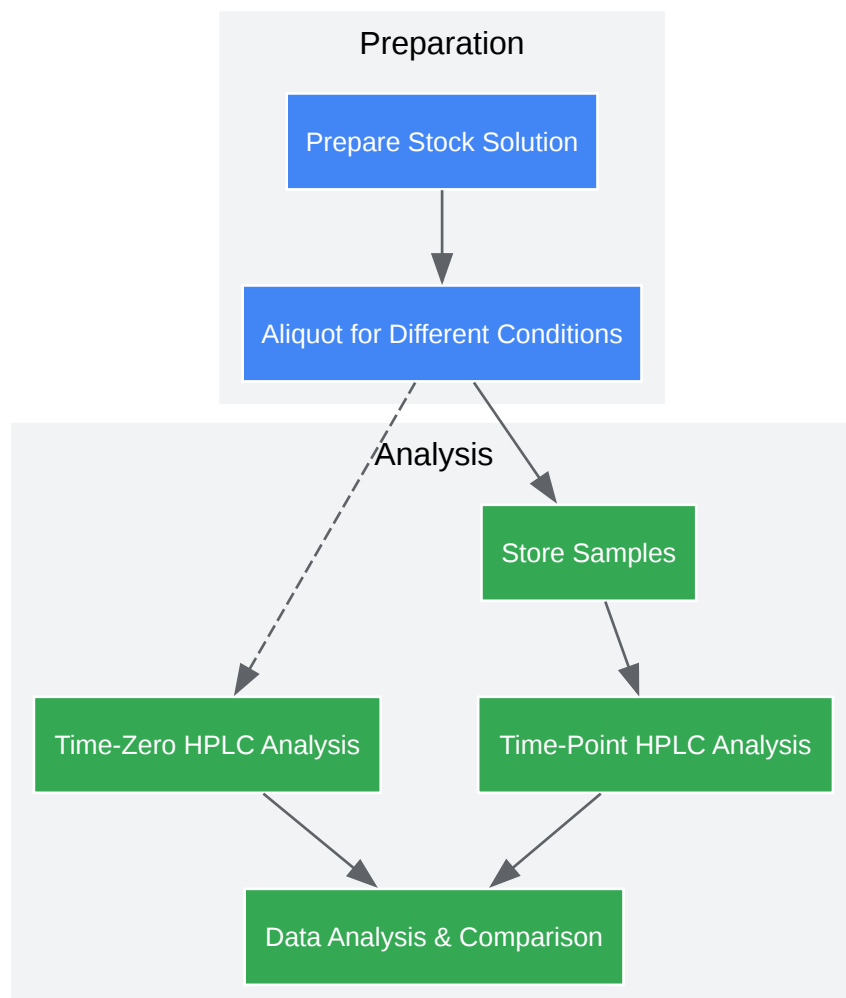 Preparation
Prepare Stock Solution
Aliquot for Different Conditions
Analysis
Store Samples
Time-Zero HPLC Analysis
Time-Point HPLC Analysis
Data Analysis & Comparison